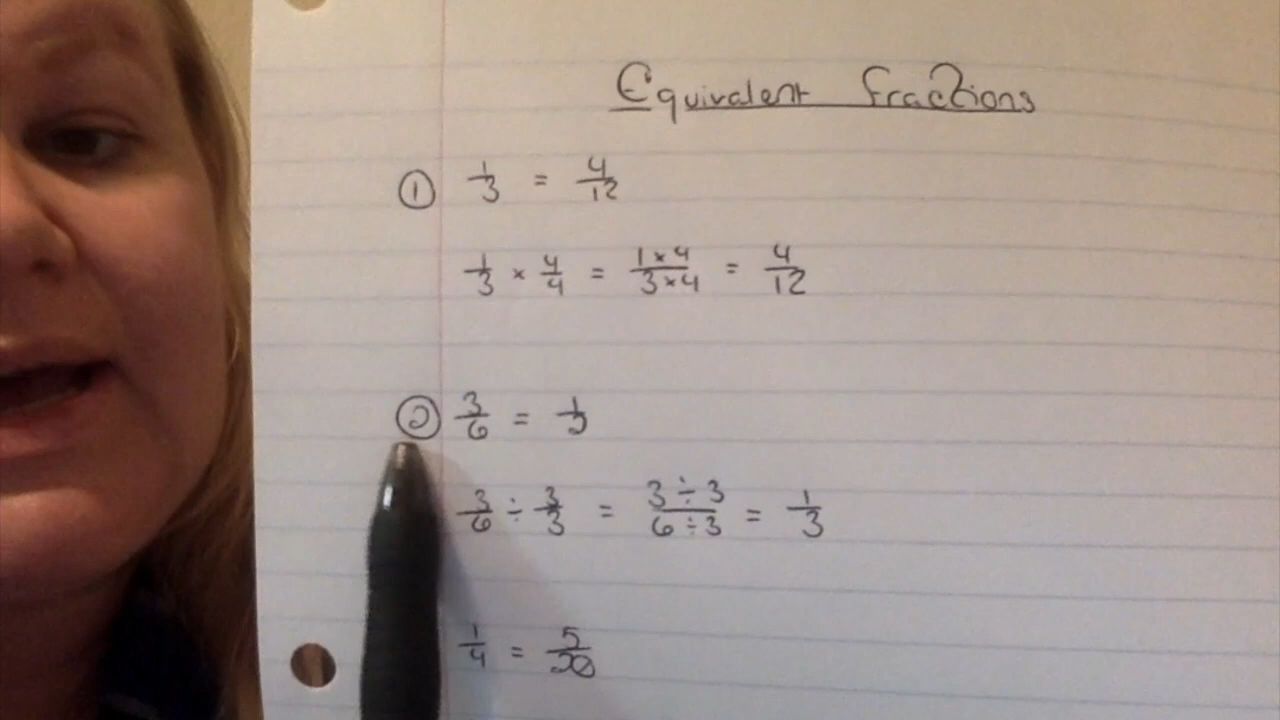 Equivalent Fractions
① 1/3 = 4/12
1/3 × 4/4 = 1×4/3×4 = 4/12
② 3/6 = 1/2
3/6 ÷ 3/3 = 3÷3/6÷3 = 1/3
1/4 = 5/20